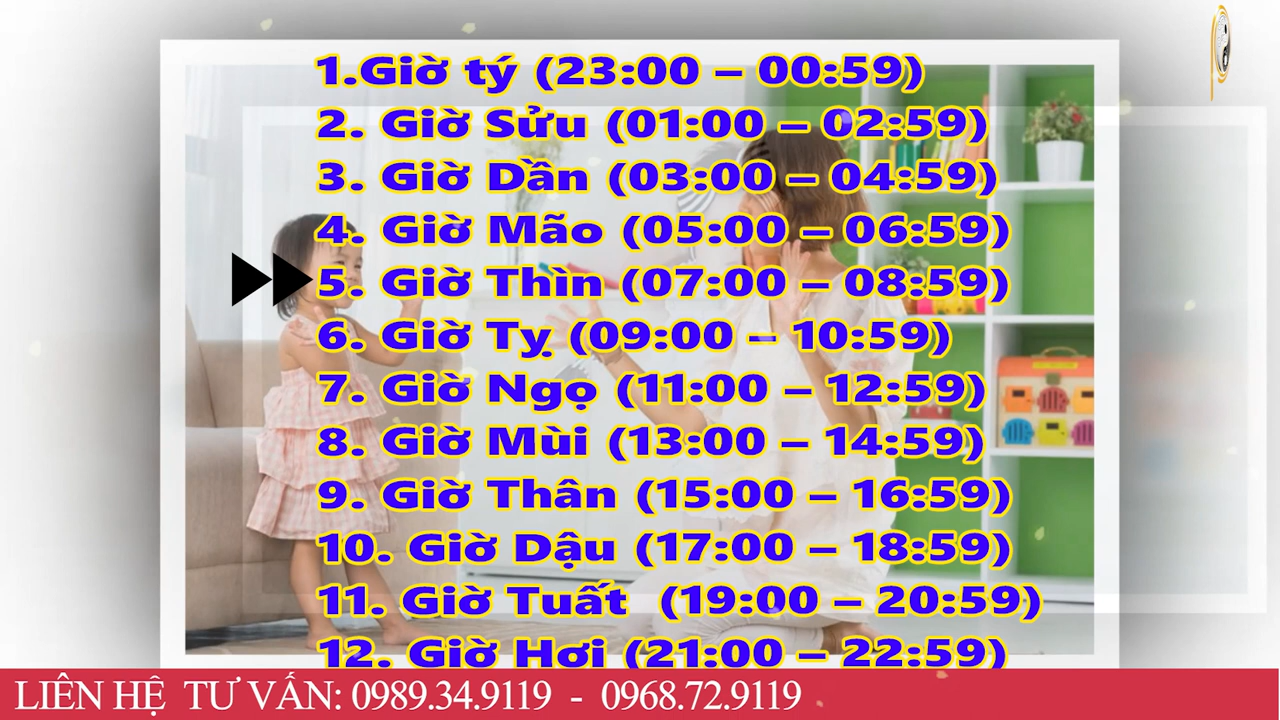 1.Giờ tý (23:00 – 00:59)
2. Giờ Sửu (01:00 – 02:59)
3. Giờ Dần (03:00 – 04:59)
4. Giờ Mão (05:00 – 06:59)
5. Giờ Thìn (07:00 – 08:59)
6. Giờ Tỵ (09:00 – 10:59)
7. Giờ Ngọ (11:00 – 12:59)
8. Giờ Mùi (13:00 – 14:59)
9. Giờ Thân (15:00 – 16:59)
10. Giờ Dậu (17:00 – 18:59)
11. Giờ Tuất (19:00 – 20:59)
12. Giờ Hơi (21:00 – 22:59)
LIÊN HỆ TƯ VẤN: 0989.34.9119 - 0968.72.9119